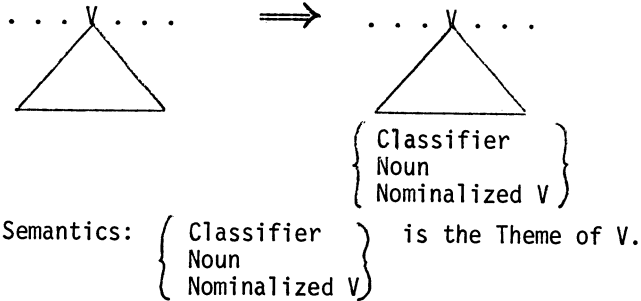 . . . . V . . . . ⟹ . . . . V . . . .
{ Classifier
Noun
Nominalized V }
Semantics: { Classifier
Noun
Nominalized V } is the Theme of V.